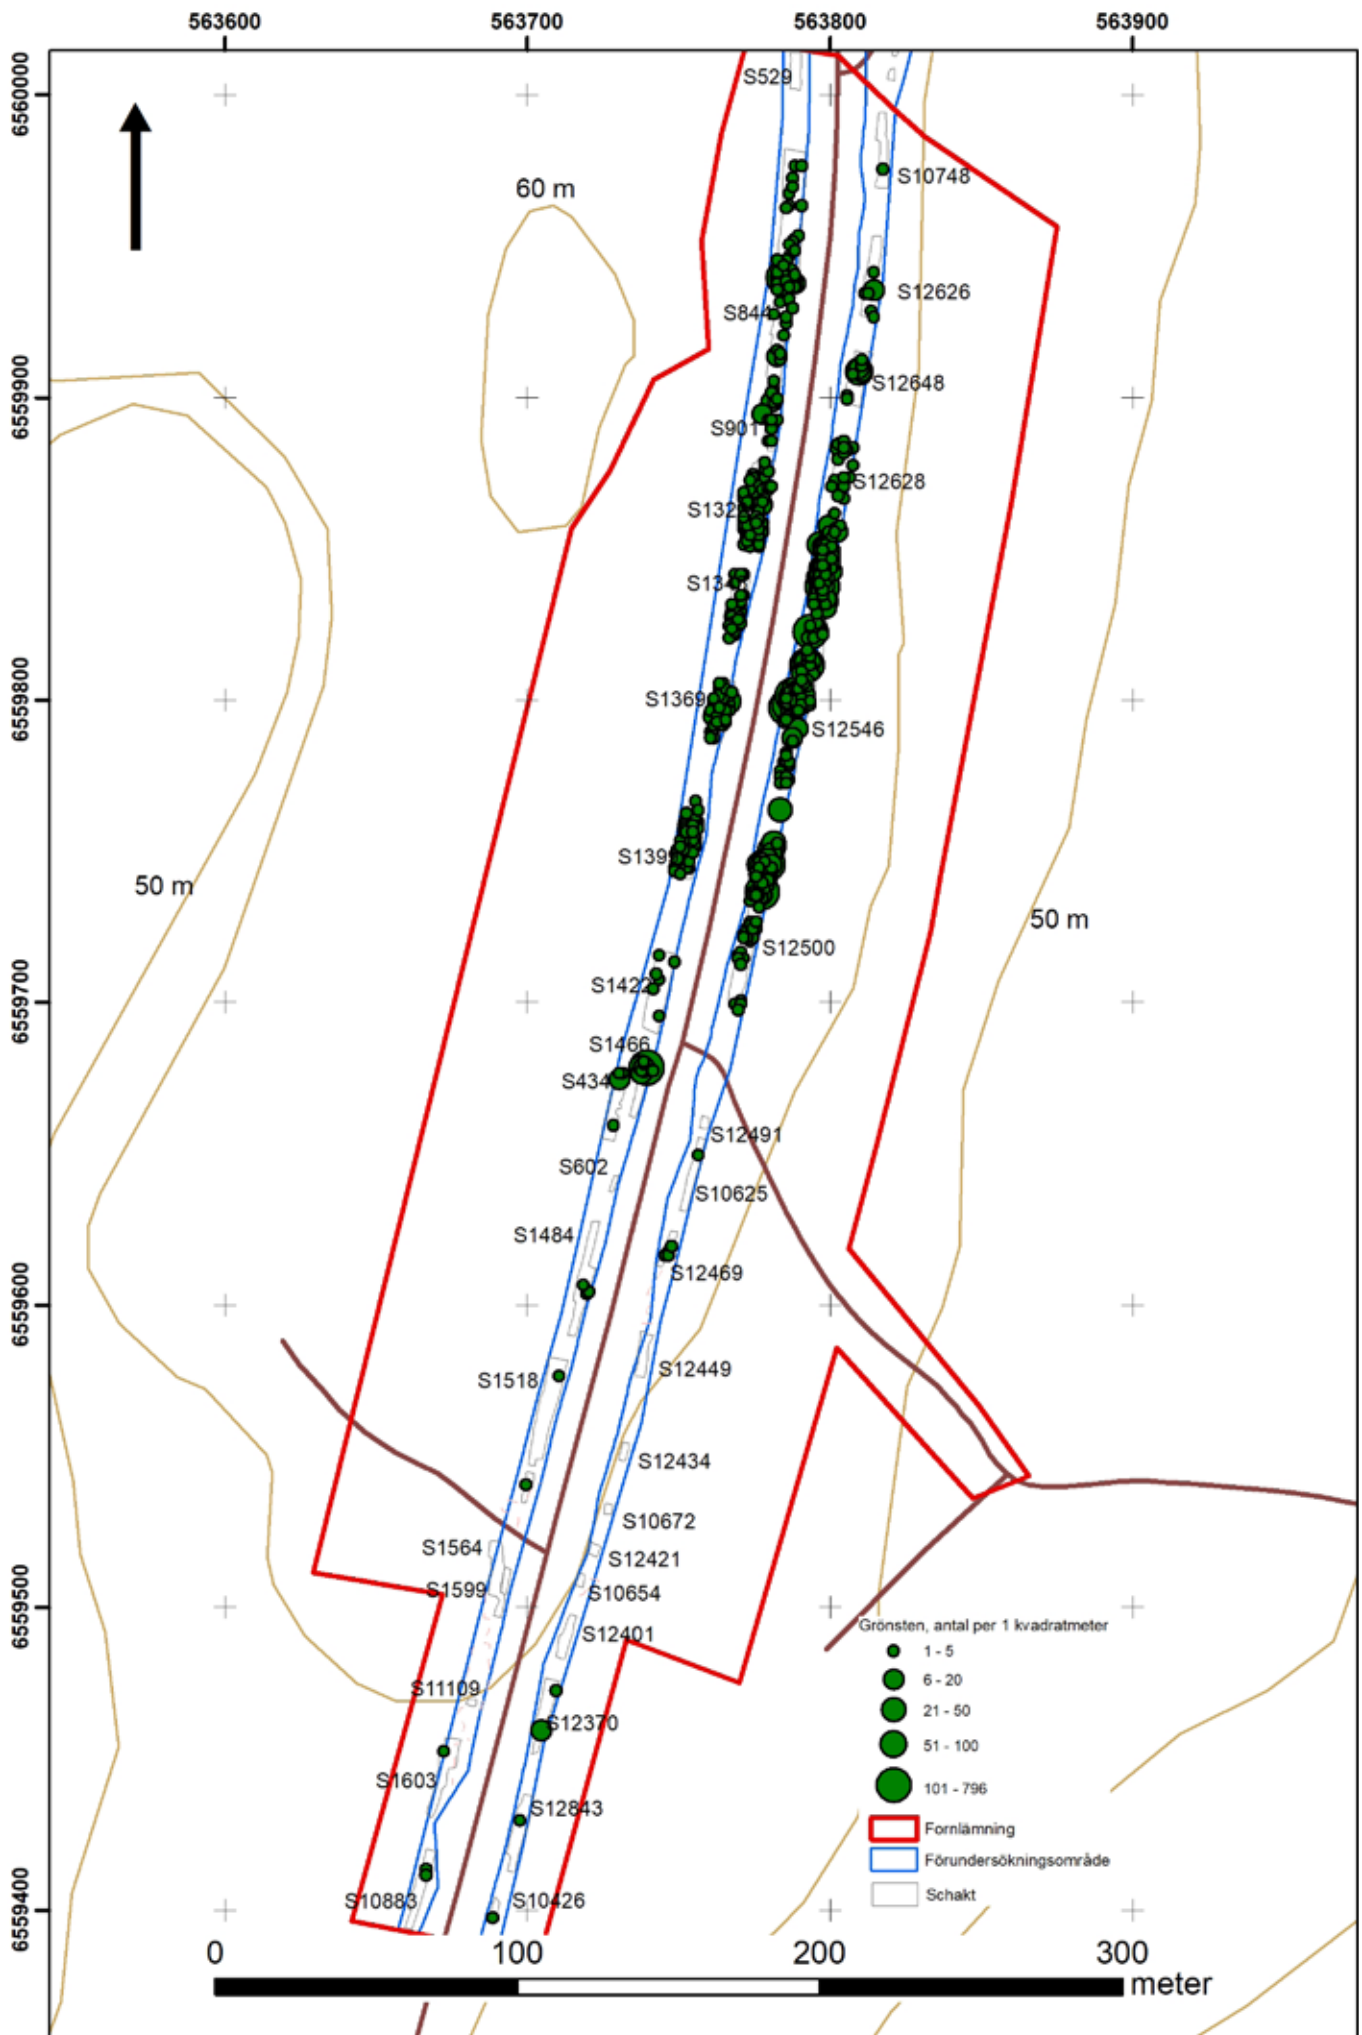 563600
563700
563800
563900
6560000
6559900
6559800
6559700
6559600
6559500
6559400
S529
S10748
60 m
S12626
S844
S12648
S901
S12628
S1369
S12546
50 m
50 m
S12500
S1422
S1466
S434
S12491
S602
S10625
S1484
S12469
S12449
S1518
S12434
S10672
S1564
S12421
S1599
S10654
S12401
S11109
S12370
S1603
S12843
S10883
S10426
Grönsten, antal per 1 kvadratmeter
1 - 5
6 - 20
21 - 50
51 - 100
101 - 796
Fornlämning
Förundersökningsområde
Schakt
0
100
200
300
meter